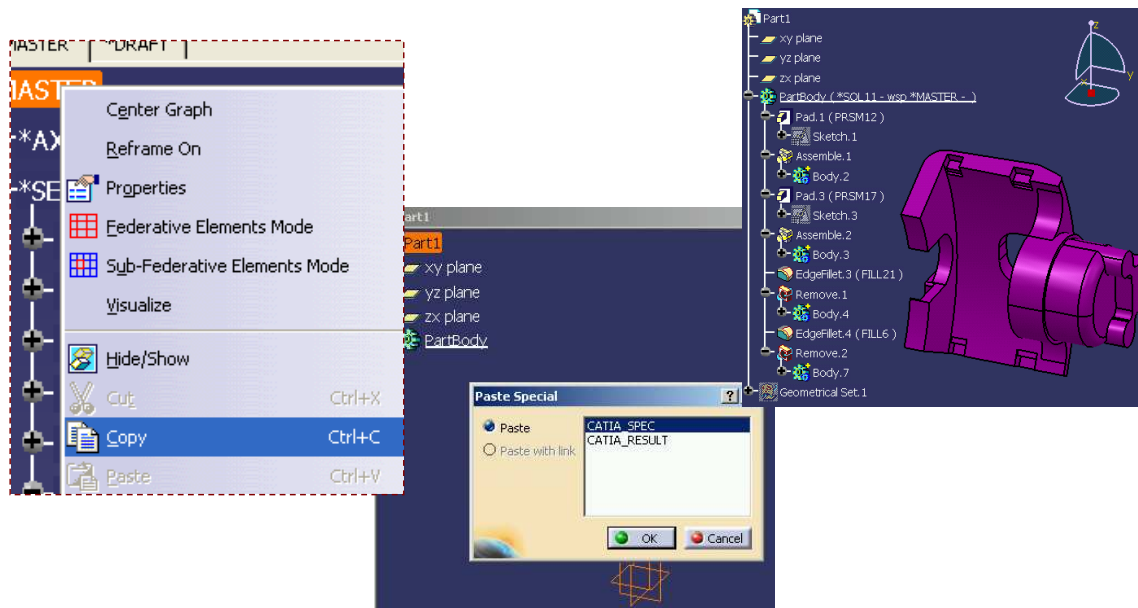 MASTER *DRAFT
MASTER
*AX
*SE
Center Graph
Reframe On
Properties
Federative Elements Mode
Sub-Federative Elements Mode
Visualize
Hide/Show
Cut Ctrl+X
Copy Ctrl+C
Paste Ctrl+V
art1
Part1
xy plane
yz plane
zx plane
PartBody
Paste Special ?
Paste
Paste with link
CATIA_SPEC
CATIA_RESULT
OK Cancel
Part1
xy plane
yz plane
zx plane
PartBody ( *SOL11 - wsp *MASTER - )
Pad.1 ( PRSM12 )
Sketch.1
Assemble.1
Body.2
Pad.3 ( PRSM17 )
Sketch.3
Assemble.2
Body.3
EdgeFillet.3 ( FILL21 )
Remove.1
Body.4
EdgeFillet.4 ( FILL6 )
Remove.2
Body.7
Geometrical Set.1
z
y
x